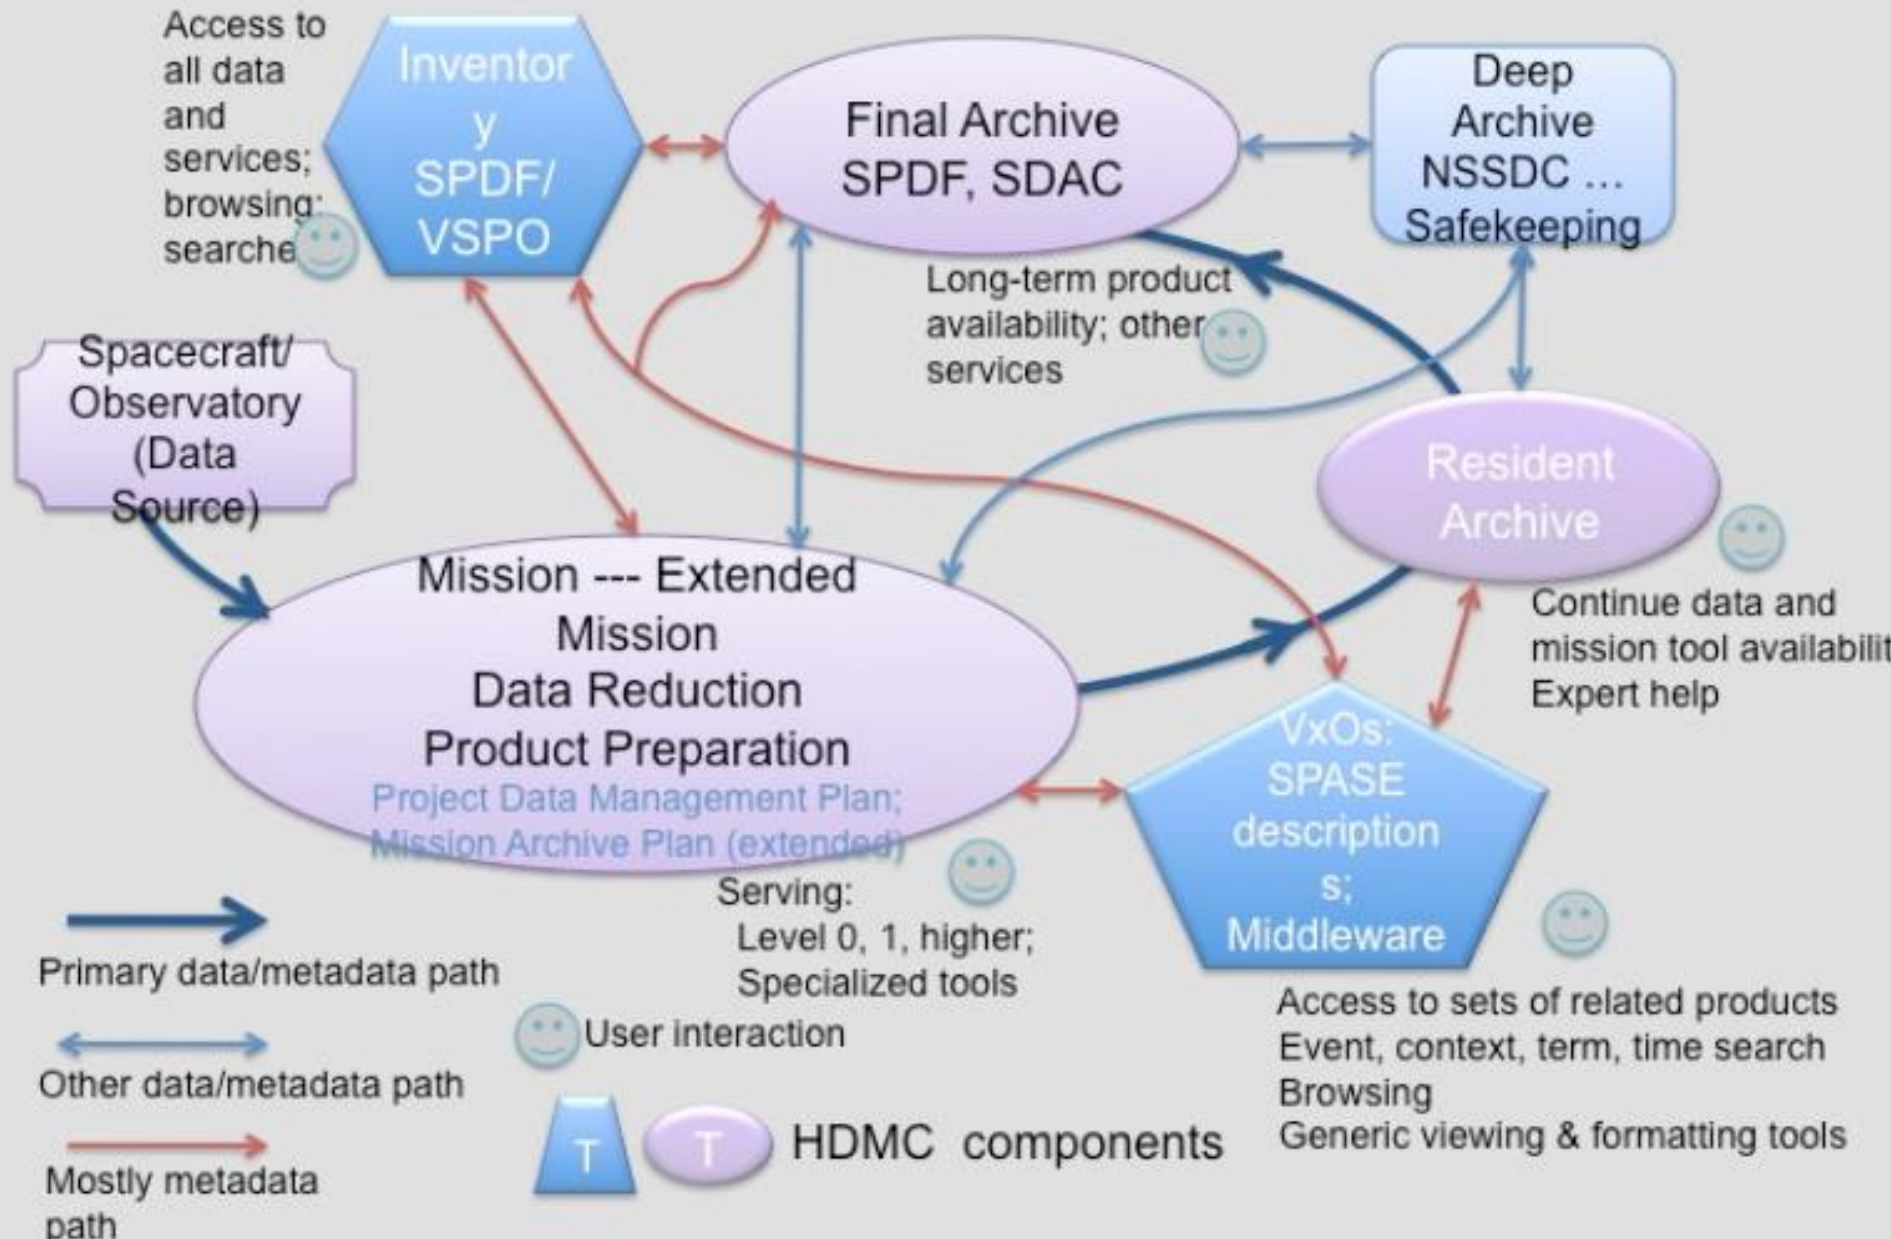 Access to
all data
and
services;
browsing;
searche
Inventor
y
SPDF/
VSPO
Final Archive
SPDF, SDAC
Deep
Archive
NSSDC ...
Safekeeping
Long-term product
availability; other
services
Spacecraft/
Observatory
(Data
Source)
Resident
Archive
Continue data and
mission tool availabilit
Expert help
Mission --- Extended
Mission
Data Reduction
Product Preparation
Project Data Management Plan;
Mission Archive Plan (extended)
Serving:
Level 0, 1, higher;
Specialized tools
VxOs:
SPASE
description
s;
Middleware
Access to sets of related products
Event, context, term, time search
Browsing
Generic viewing & formatting tools
Primary data/metadata path
Other data/metadata path
Mostly metadata
path
User interaction
T
T
HDMC components